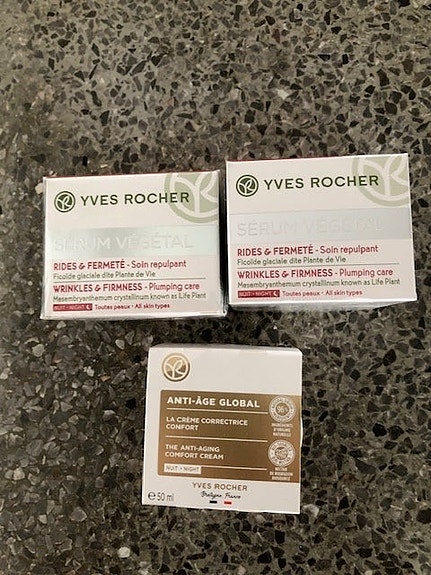 YVES ROCHER
SÉRUM VÉGÉTAL
RIDES & FERMETÉ - Soin repulpant
Ficoïde glaciale dite Plante de Vie
WRINKLES & FIRMNESS - Plumping care
Mesembryanthemum crystallinum known as Life Plant
NUIT • NIGHT Toutes peaux • All skin types
YVES ROCHER
SÉRUM VÉGÉTAL
RIDES & FERMETÉ - Soin repulpant
Ficoïde glaciale dite Plante de Vie
WRINKLES & FIRMNESS - Plumping care
Mesembryanthemum crystallinum known as Life Plant
NUIT • NIGHT Toutes peaux • All skin types
ANTI-ÂGE GLOBAL
LA CRÈME CORRECTRICE
CONFORT
THE ANTI-AGING
COMFORT CREAM
NUIT • NIGHT
96%
INGRÉDIENTS
D'ORIGINE
NATURELLE
YVES ROCHER
Bretagne, France
e 50 ml